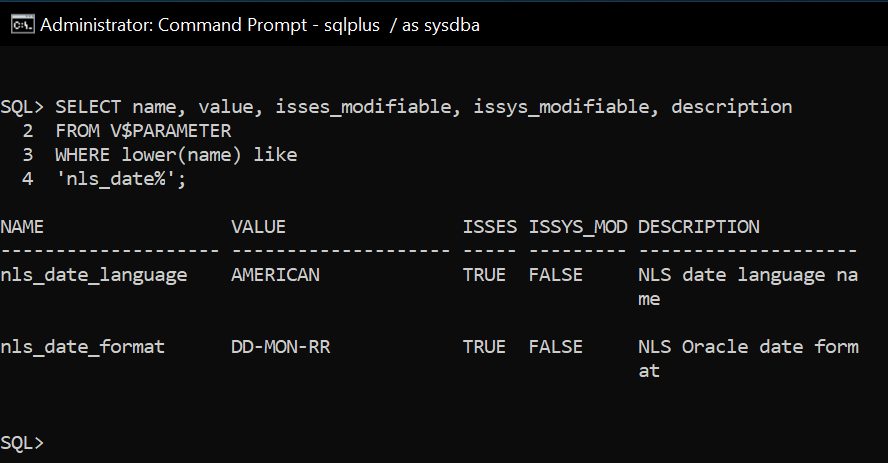 Administrator: Command Prompt - sqlplus  / as sysdba
SQL> SELECT name, value, isses_modifiable, issys_modifiable, description
  2  FROM V$PARAMETER
  3  WHERE lower(name) like
  4  'nls_date%';
NAME                 VALUE                ISSES ISSYS_MOD DESCRIPTION
-------------------- -------------------- ----- --------- --------------------
nls_date_language    AMERICAN             TRUE  FALSE     NLS date language na
                                                          me
nls_date_format      DD-MON-RR            TRUE  FALSE     NLS Oracle date form
                                                          at
SQL>